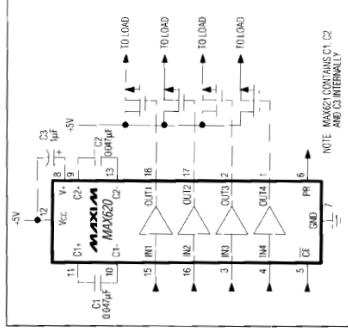 +5V
C3
1µF
+5V
TO LOAD
TO LOAD
TO LOAD
TO LOAD
C1
0.047µF
C2
0.047µF
12
8
9
13
VCC
V+
C2+
C2-
11
C1+
10
C1-
MAXIM
MAX620
15
IN1
OUT1
18
16
IN2
OUT2
17
3
IN3
OUT3
2
4
IN4
OUT4
1
5
CE
GND
7
PR
6
NOTE: MAX621 CONTAINS C1, C2
AND C3 INTERNALLY